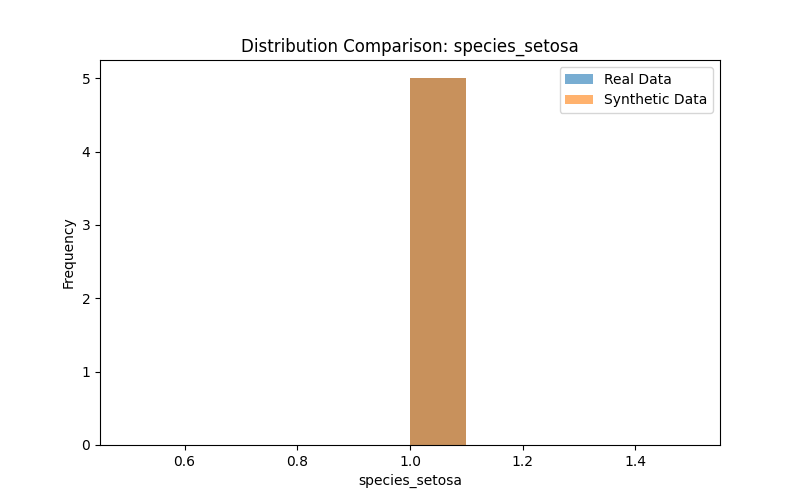 Distribution Comparison: species_setosa
Real Data
Synthetic Data
5
4
3
2
1
0
Frequency
0.6 0.8 1.0 1.2 1.4
species_setosa